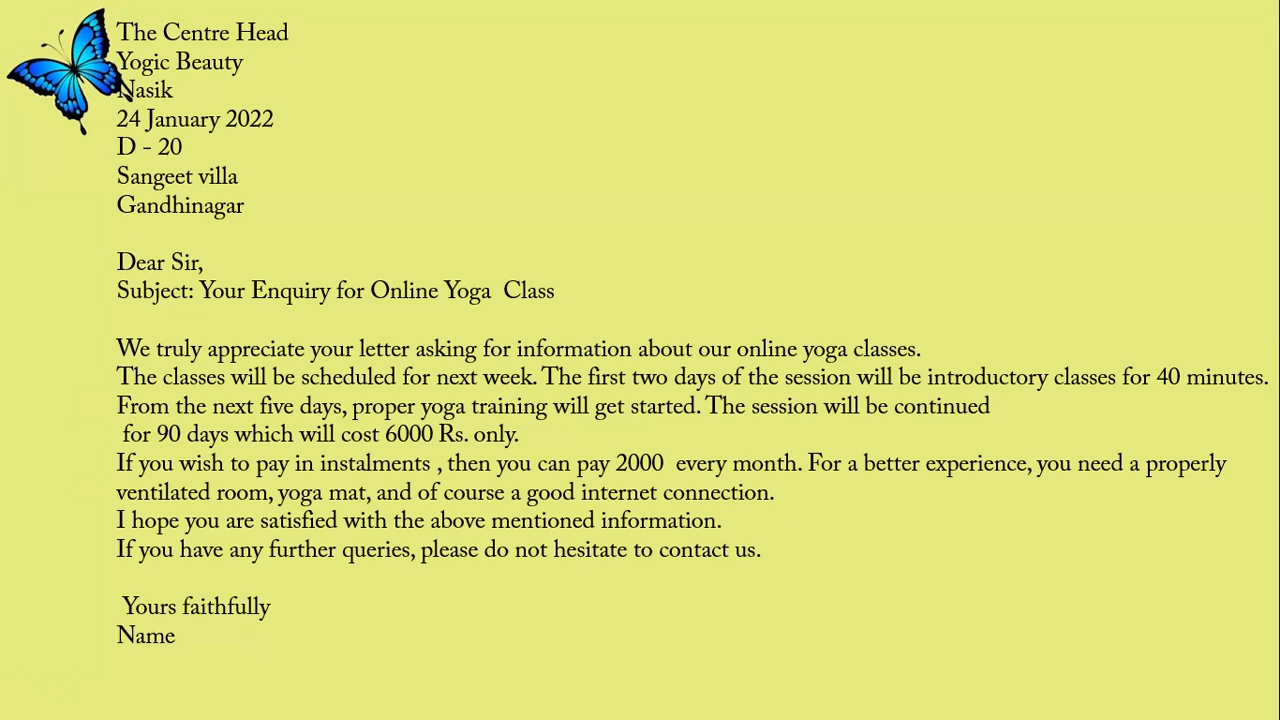 The Centre Head
Yogic Beauty
Nasik
24 January 2022
D - 20
Sangeet villa
Gandhinagar
Dear Sir,
Subject: Your Enquiry for Online Yoga  Class
We truly appreciate your letter asking for information about our online yoga classes.
The classes will be scheduled for next week. The first two days of the session will be introductory classes for 40 minutes.
From the next five days, proper yoga training will get started. The session will be continued
for 90 days which will cost 6000 Rs. only.
If you wish to pay in instalments , then you can pay 2000  every month. For a better experience, you need a properly
ventilated room, yoga mat, and of course a good internet connection.
I hope you are satisfied with the above mentioned information.
If you have any further queries, please do not hesitate to contact us.
Yours faithfully
Name